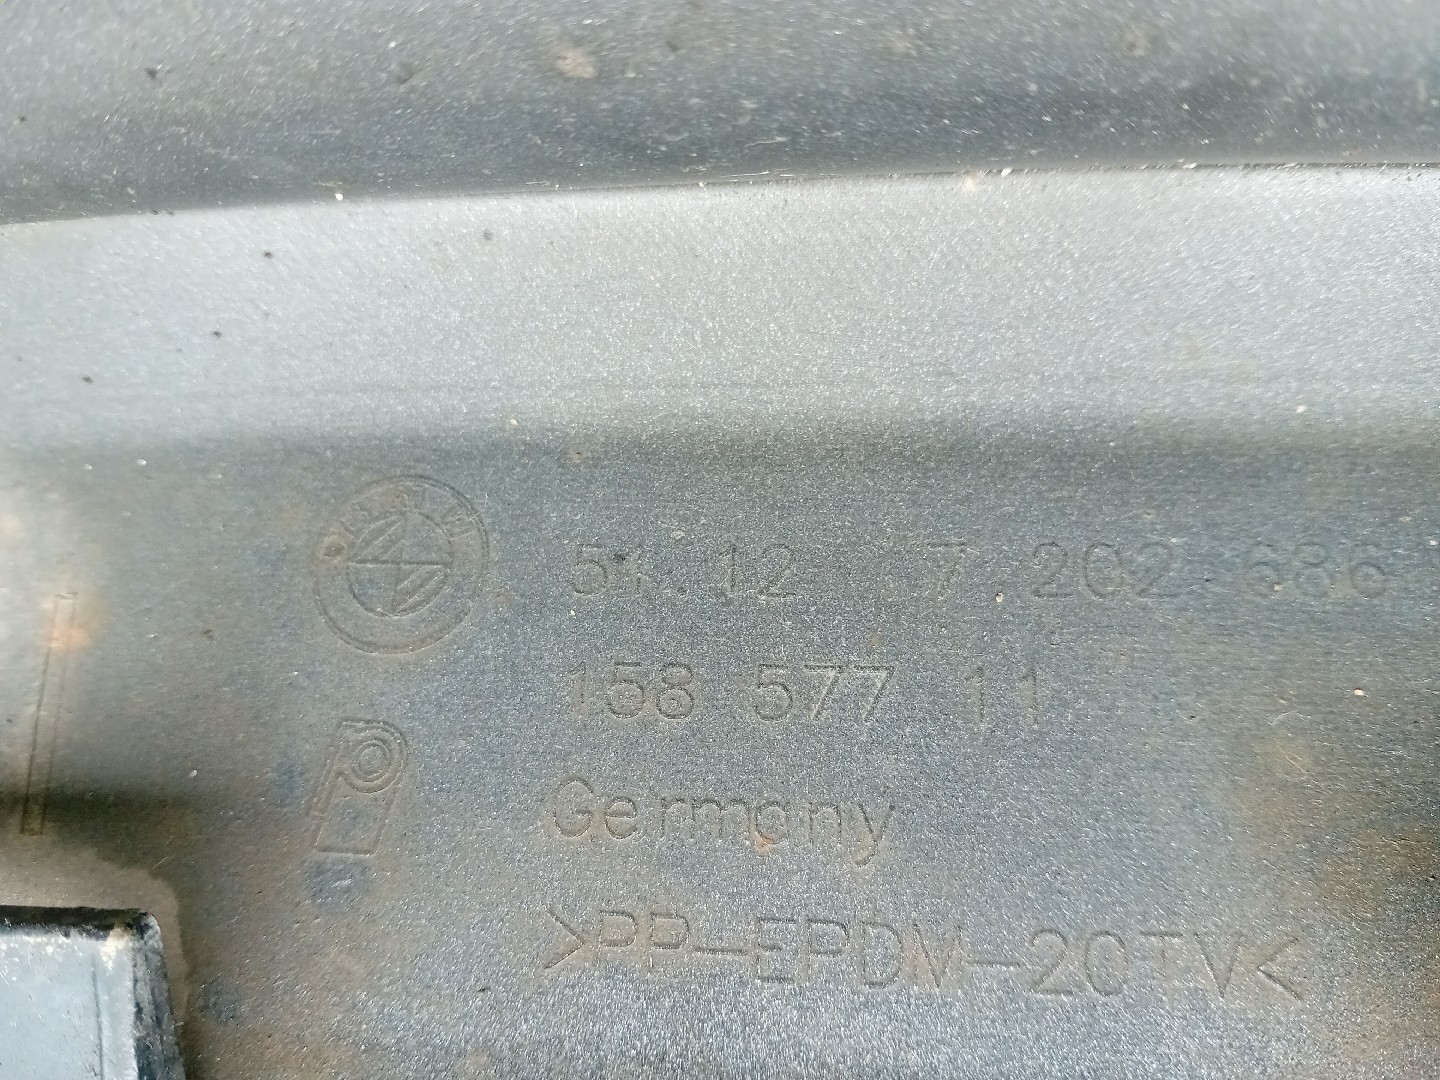 51.12 7.202 686
158 577 11
Germany
>PP-EPDM-20TV<